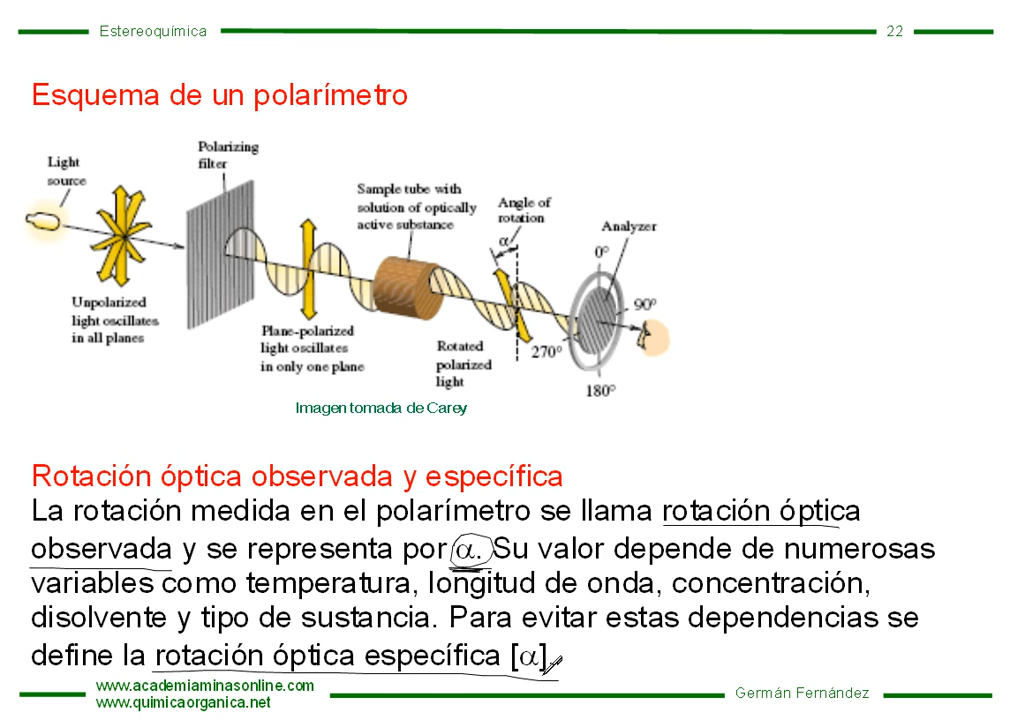 Estereoquímica
22
Esquema de un polarímetro
Light
source
Polarizing
filter
Sample tube with
solution of optically
active substance
Angle of
rotation
α
Analyzer
0º
90º
270º
180º
Unpolarized
light oscillates
in all planes
Plane-polarized
light oscillates
in only one plane
Rotated
polarized
light
Imagen tomada de Carey
Rotación óptica observada y específica
La rotación medida en el polarímetro se llama rotación óptica
observada y se representa por α. Su valor depende de numerosas
variables como temperatura, longitud de onda, concentración,
disolvente y tipo de sustancia. Para evitar estas dependencias se
define la rotación óptica específica [α].
www.academiaminasonline.com
www.quimicaorganica.net
Germán Fernández